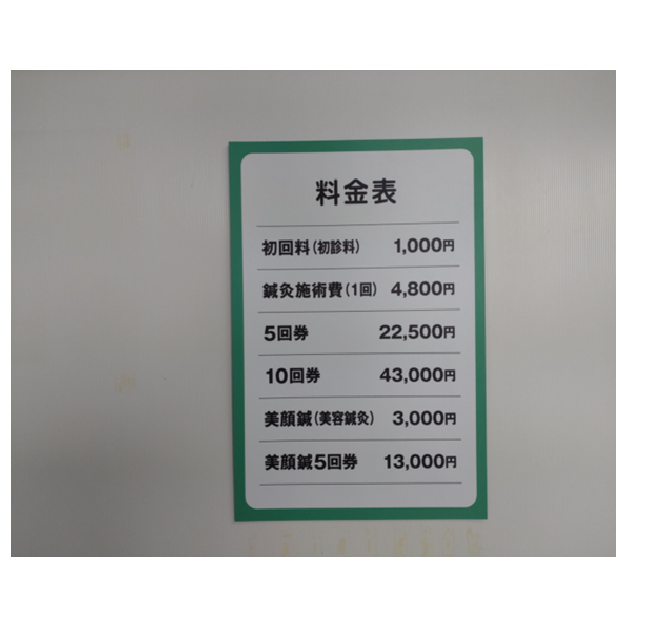 料金表
初回料(初診料) 1,000円
鍼灸施術費(1回) 4,800円
5回券 22,500円
10回券 43,000円
美顔鍼(美容鍼灸) 3,000円
美顔鍼5回券 13,000円